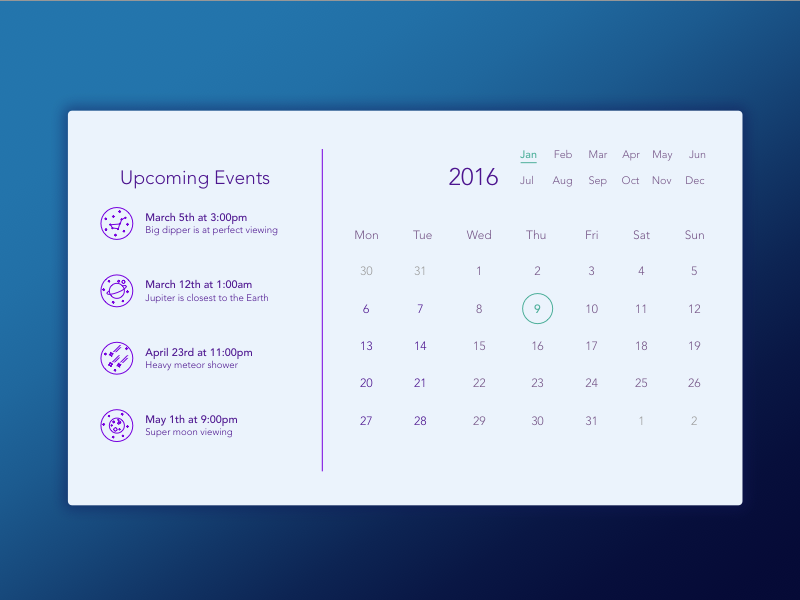 Upcoming Events
March 5th at 3:00pm
Big dipper is at perfect viewing
March 12th at 1:00am
Jupiter is closest to the Earth
April 23rd at 11:00pm
Heavy meteor shower
May 1th at 9:00pm
Super moon viewing
2016
Jan Feb Mar Apr May Jun
Jul Aug Sep Oct Nov Dec
Mon Tue Wed Thu Fri Sat Sun
30 31 1 2 3 4 5
6 7 8 9 10 11 12
13 14 15 16 17 18 19
20 21 22 23 24 25 26
27 28 29 30 31 1 2